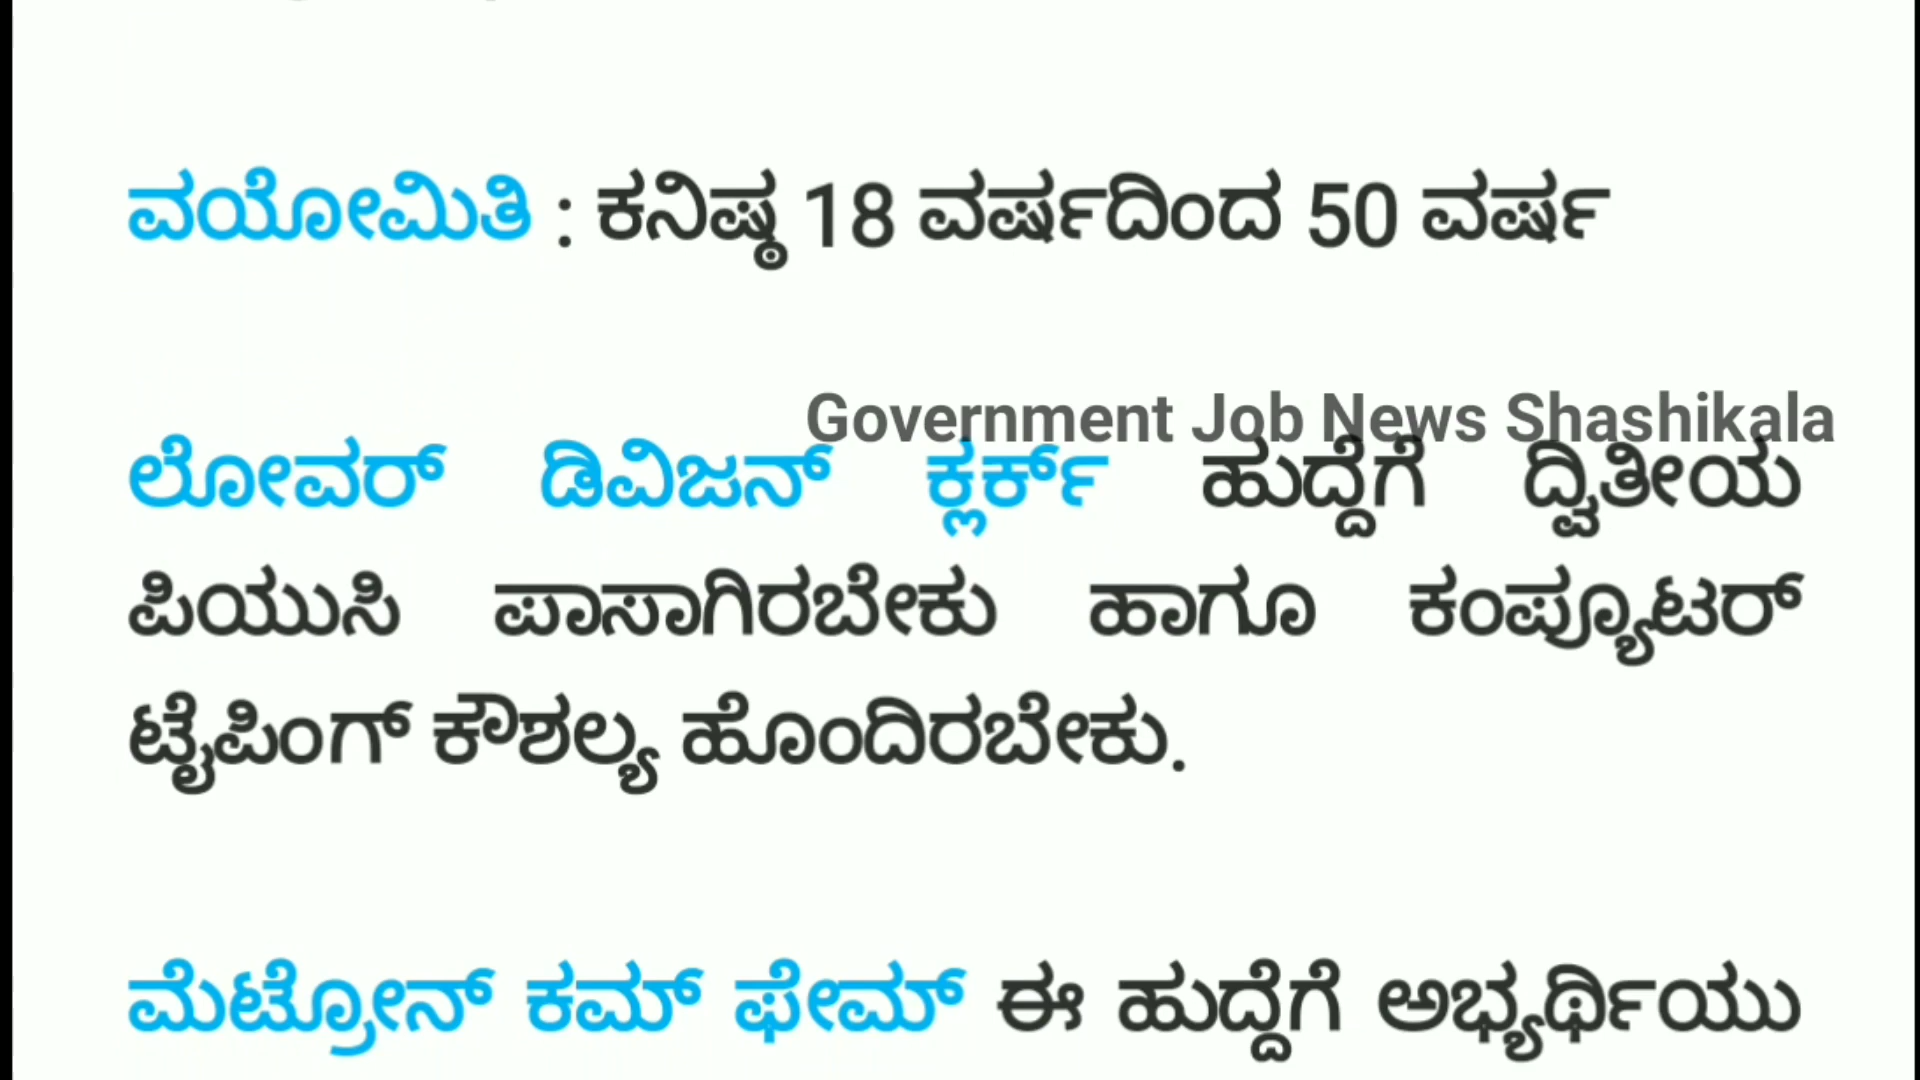 ವಯೋಮಿತಿ : ಕನಿಷ್ಠ 18 ವರ್ಷದಿಂದ 50 ವರ್ಷ
Government Job News Shashikala
ಲೋವರ್ ಡಿವಿಜನ್ ಕ್ಲರ್ಕ್ ಹುದ್ದೆಗೆ ದ್ವಿತೀಯ
ಪಿಯುಸಿ ಪಾಸಾಗಿರಬೇಕು ಹಾಗೂ ಕಂಪ್ಯೂಟರ್
ಟೈಪಿಂಗ್ ಕೌಶಲ್ಯ ಹೊಂದಿರಬೇಕು.
ಮೆಟ್ರೋನ್ ಕಮ್ ಫೇಮ್ ಈ ಹುದ್ದೆಗೆ ಅಭ್ಯರ್ಥಿಯು